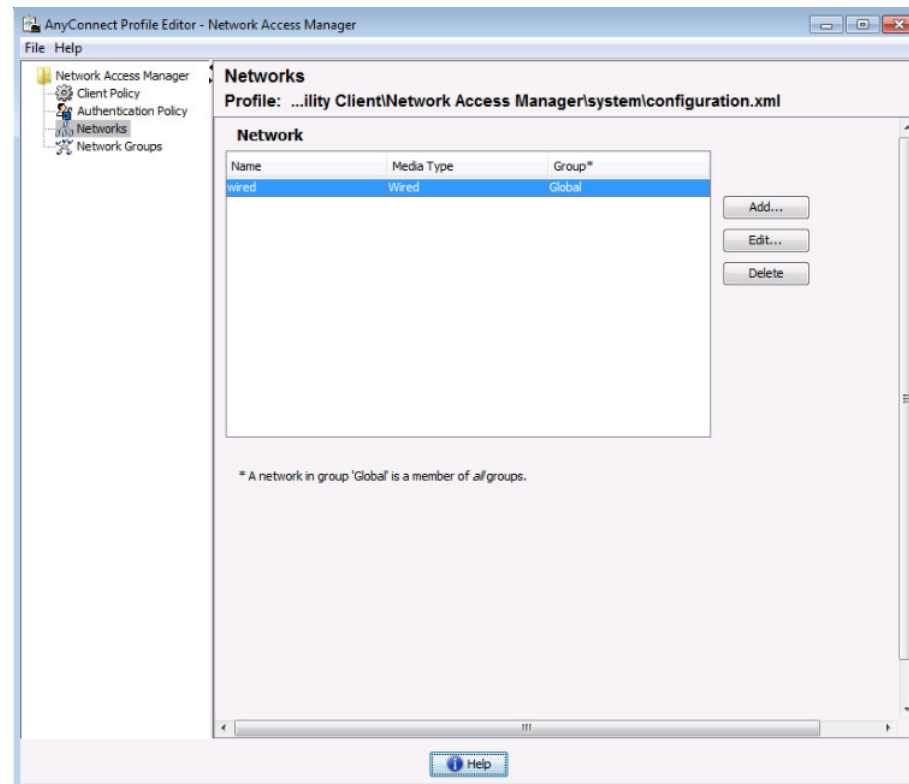 AnyConnect Profile Editor - Network Access Manager
File Help
Network Access Manager
Client Policy
Authentication Policy
Networks
Network Groups
Networks
Profile: ...ility Client\Network Access Manager\system\configuration.xml
Network
Name Media Type Group*
wired Wired Global
Add...
Edit...
Delete
* A network in group 'Global' is a member of all groups.
Help